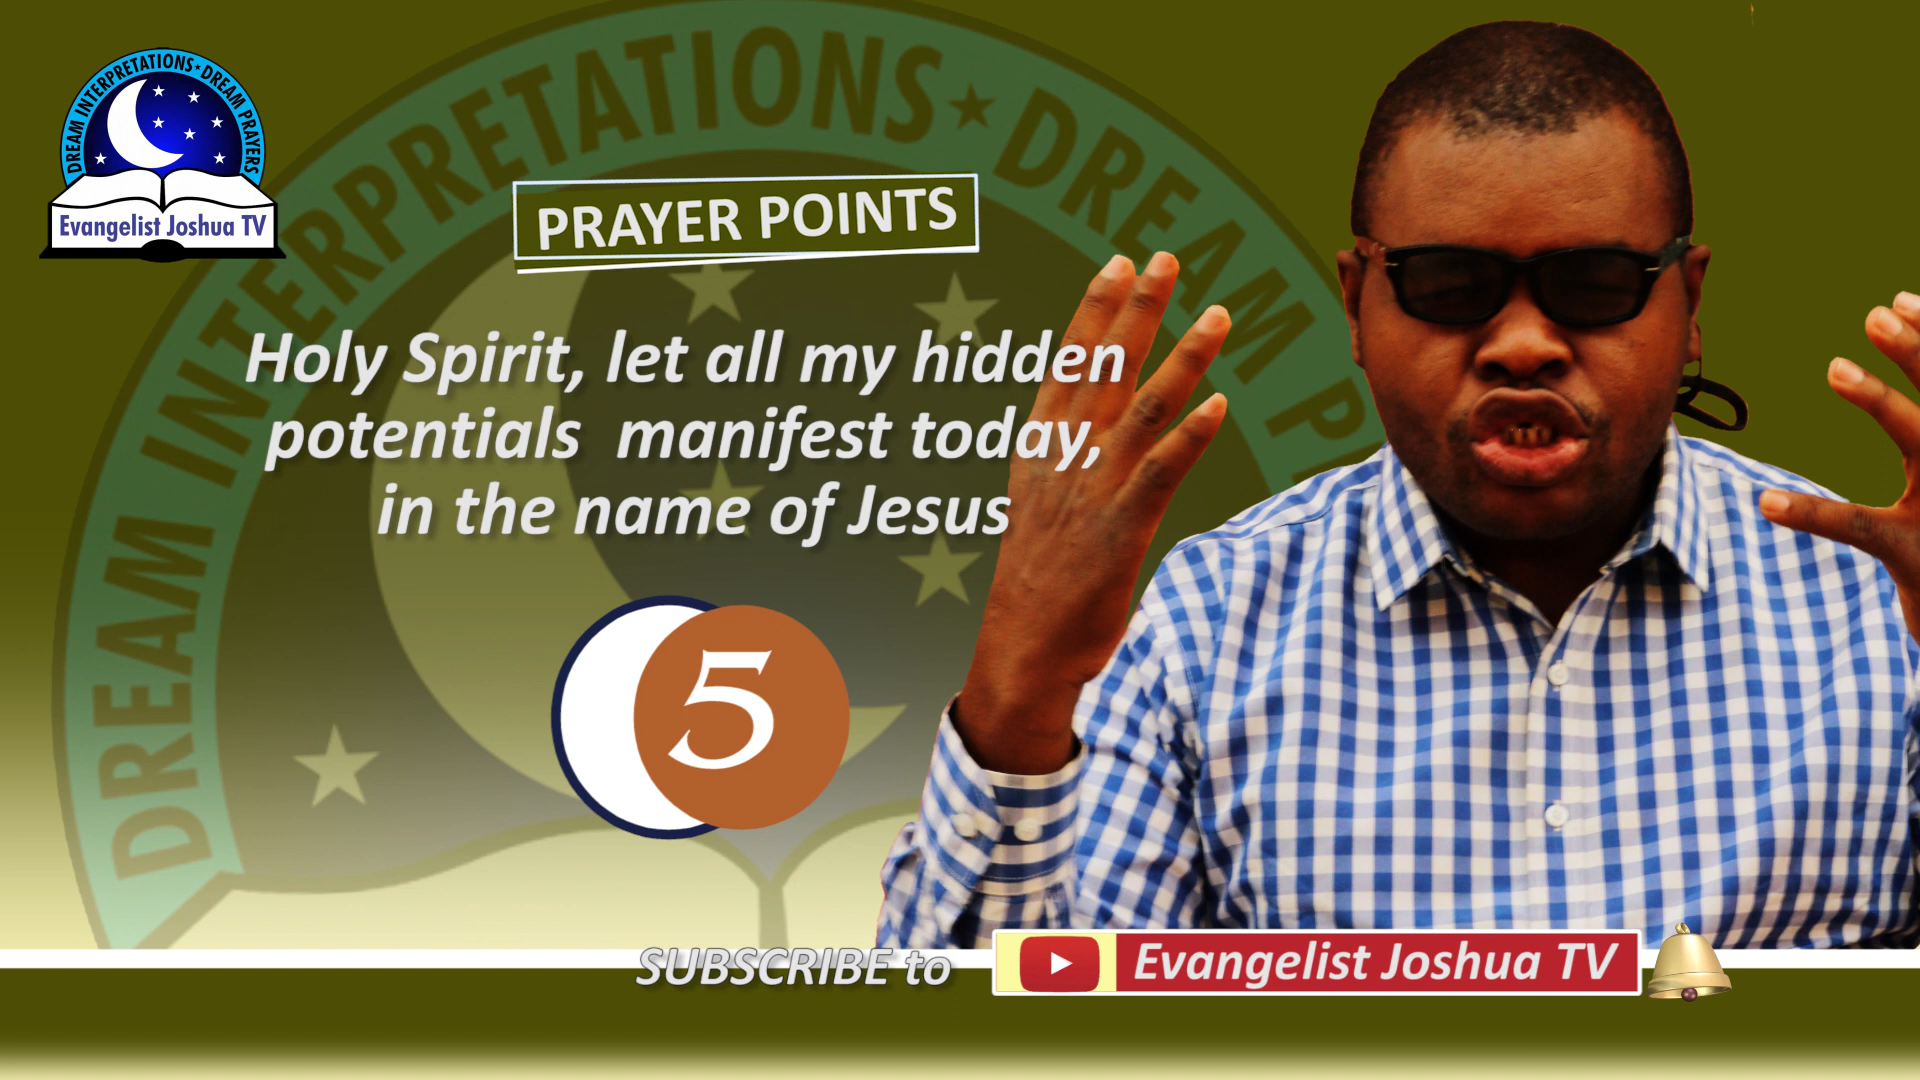 DREAM INTERPRETATIONS★DREAM PRAYERS
Evangelist Joshua TV
DREAM INTERPRETATIONS★DREAM P
PRAYER POINTS
Holy Spirit, let all my hidden
potentials  manifest today,
in the name of Jesus
5
SUBSCRIBE to
Evangelist Joshua TV